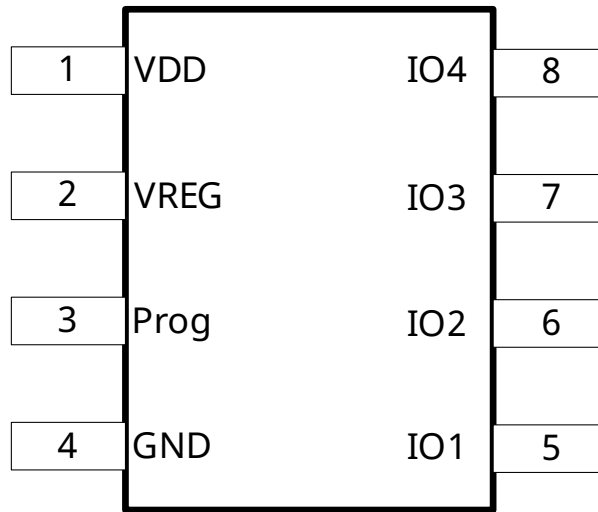 1 VDD IO4 8
2 VREG IO3 7
3 Prog IO2 6
4 GND IO1 5